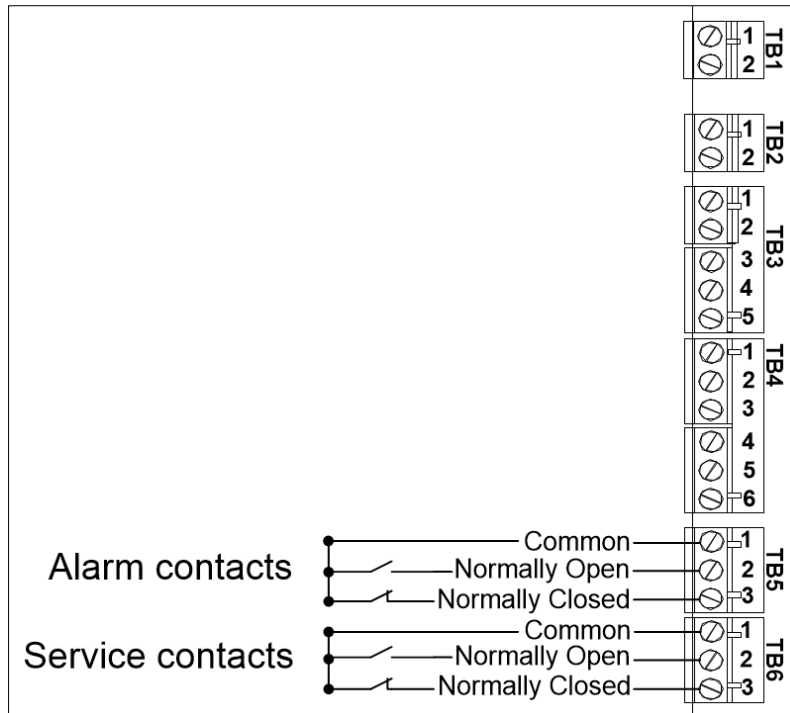 1
2
TB1
1
2
TB2
1
2
3
4
5
TB3
1
2
3
4
5
6
TB4
Alarm contacts
Common
Normally Open
Normally Closed
1
2
3
TB5
Service contacts
Common
Normally Open
Normally Closed
1
2
3
TB6